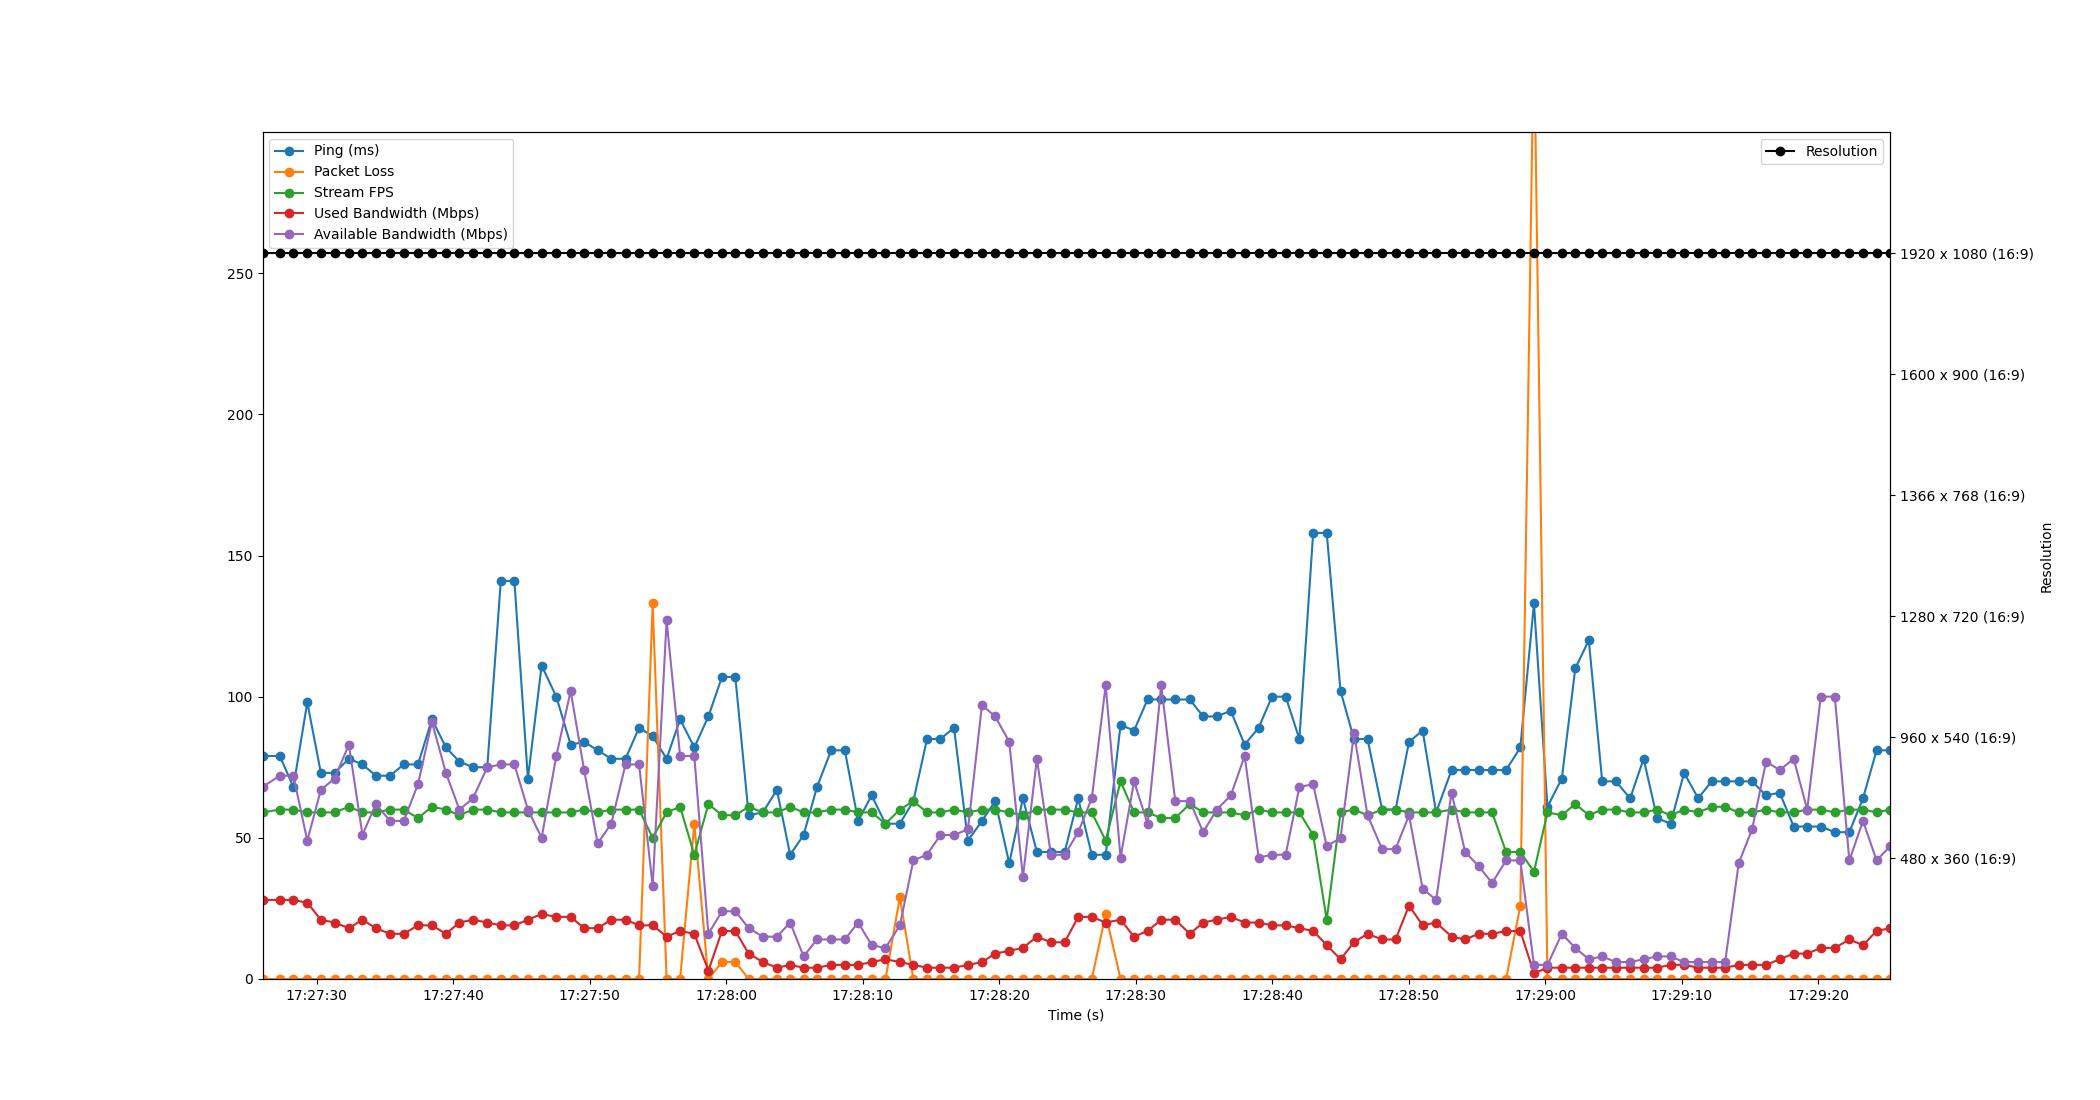 Ping (ms)
Packet Loss
Stream FPS
Used Bandwidth (Mbps)
Available Bandwidth (Mbps)
Resolution
250
200
150
100
50
0
1920 x 1080 (16:9)
1600 x 900 (16:9)
1366 x 768 (16:9)
1280 x 720 (16:9)
960 x 540 (16:9)
480 x 360 (16:9)
Resolution
17:27:30
17:27:40
17:27:50
17:28:00
17:28:10
17:28:20
17:28:30
17:28:40
17:28:50
17:29:00
17:29:10
17:29:20
Time (s)